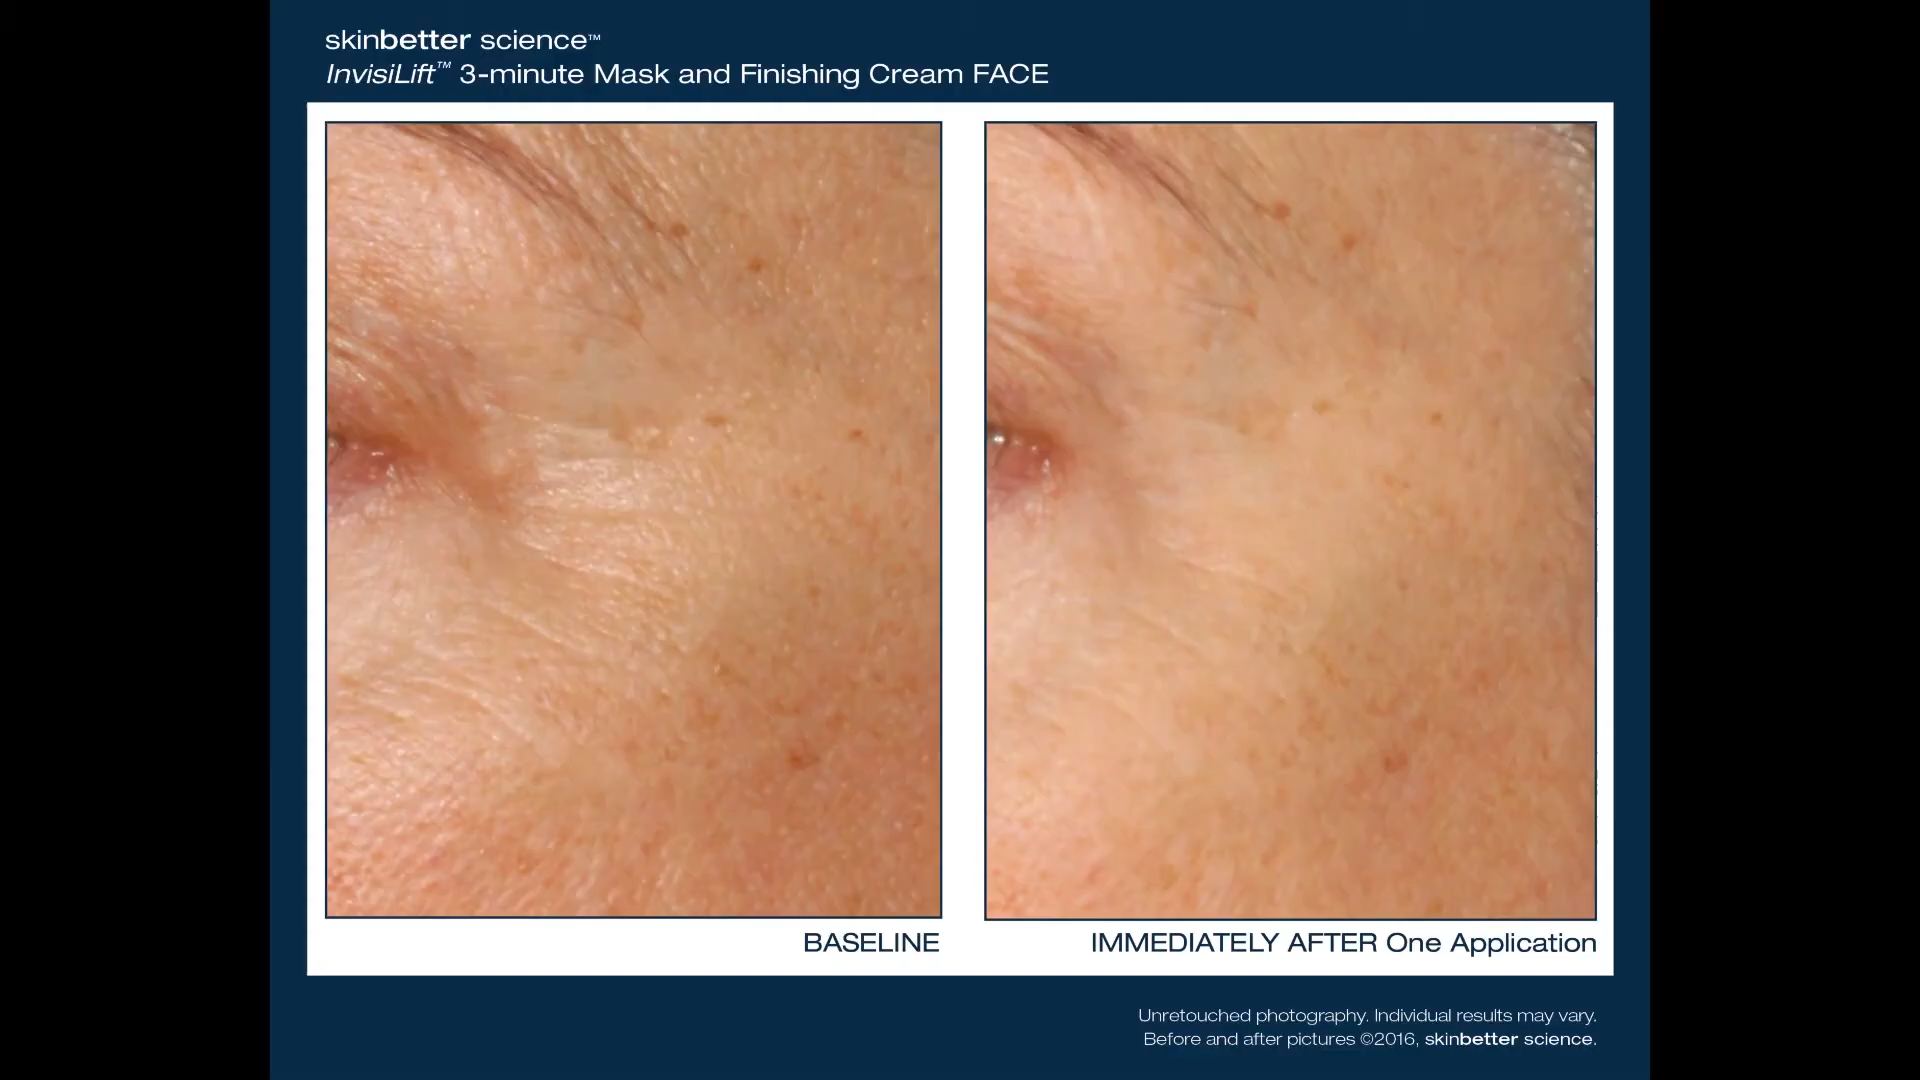 skinbetter science™
InvisiLift™ 3-minute Mask and Finishing Cream FACE
BASELINE
IMMEDIATELY AFTER One Application
Unretouched photography. Individual results may vary.
Before and after pictures ©2016, skinbetter science.